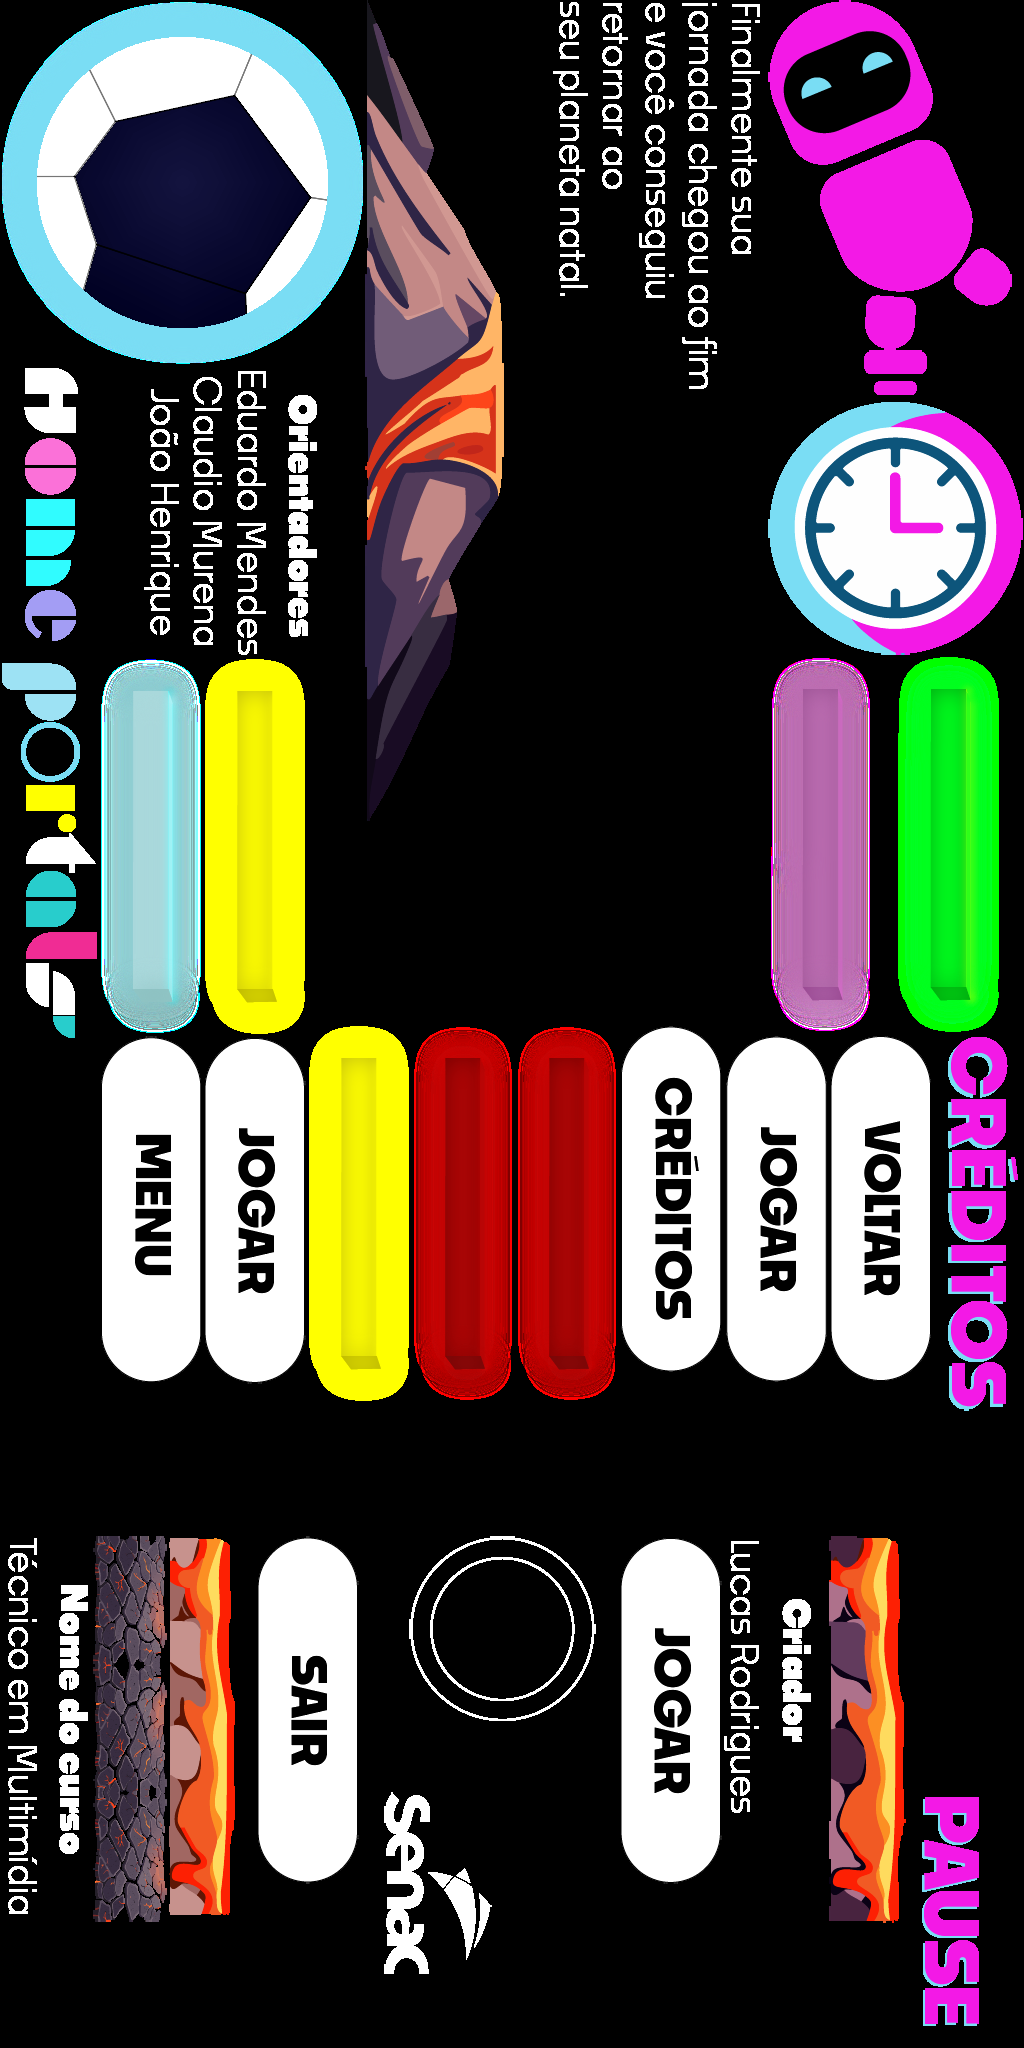 Finalmente sua
jornada chegou ao fim
e você conseguiu
retornar ao
seu planeta natal.
Orientadores
Eduardo Mendes
Claudio Murena
João Henrique
Home portals
CRÉDITOS
VOLTAR
JOGAR
CRÉDITOS
JOGAR
MENU
PAUSE
Criador
Lucas Rodrigues
JOGAR
senac
SAIR
Nome do curso
Técnico em Multimídia